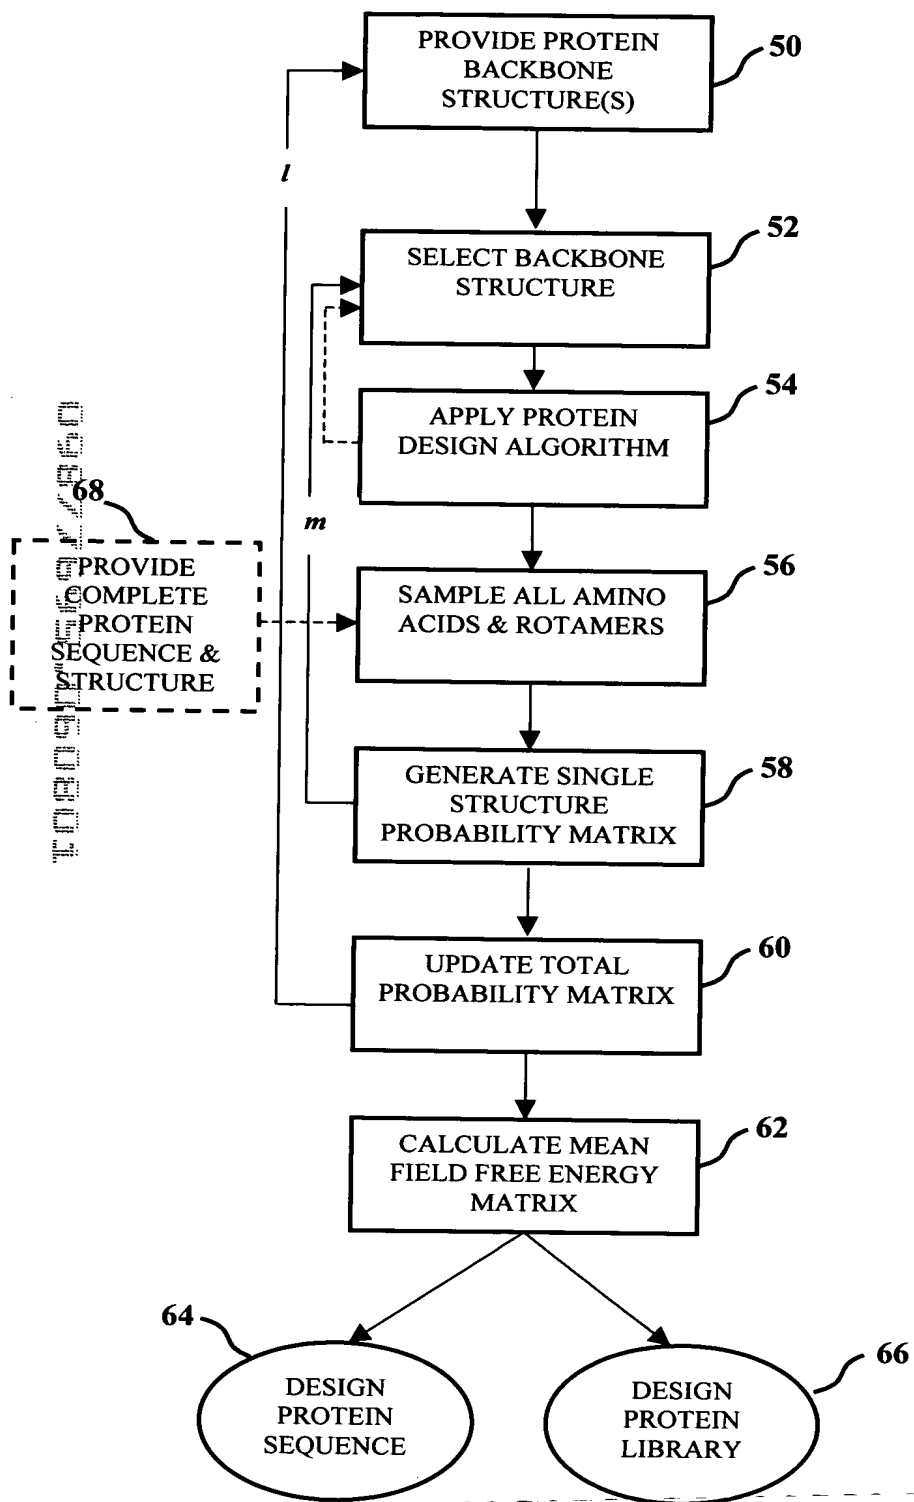 PROVIDE PROTEIN
BACKBONE
STRUCTURE(S)
50
l
SELECT BACKBONE
STRUCTURE
52
APPLY PROTEIN
DESIGN ALGORITHM
54
68
PROVIDE
COMPLETE
PROTEIN
SEQUENCE &
STRUCTURE
m
SAMPLE ALL AMINO
ACIDS & ROTAMERS
56
GENERATE SINGLE
STRUCTURE
PROBABILITY MATRIX
58
UPDATE TOTAL
PROBABILITY MATRIX
60
CALCULATE MEAN
FIELD FREE ENERGY
MATRIX
62
64
DESIGN
PROTEIN
SEQUENCE
66
DESIGN
PROTEIN
LIBRARY